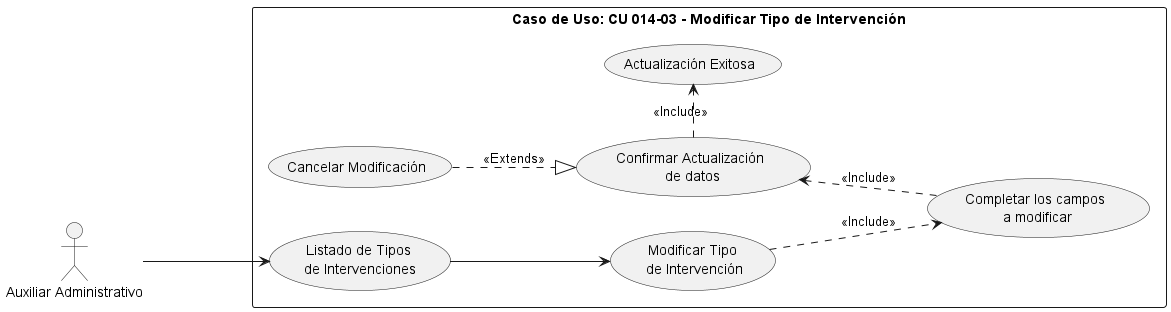 Caso de Uso: CU 014-03 - Modificar Tipo de Intervención
Actualización Exitosa
«Include»
Cancelar Modificación
«Extends»
Confirmar Actualización
de datos
«Include»
Completar los campos
a modificar
«Include»
Auxiliar Administrativo
Listado de Tipos
de Intervenciones
Modificar Tipo
de Intervención